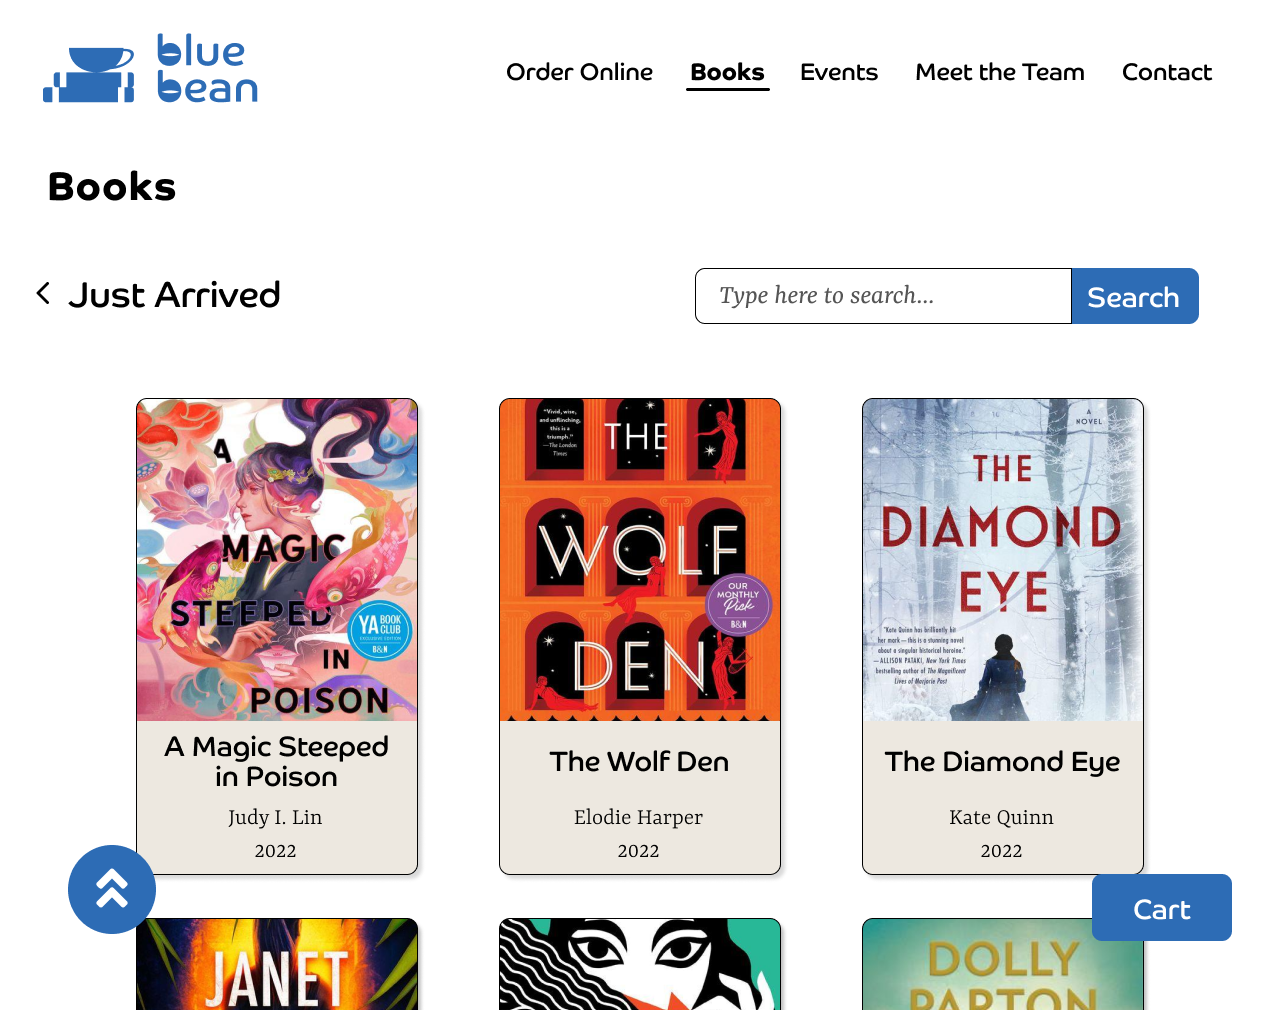 blue
bean
Order Online
Books
Events
Meet the Team
Contact
Books
Just Arrived
Type here to search...
Search
A
MAGIC
STEEPED
IN
POISON
YA BOOK
CLUB
EXCLUSIVE EDITION
B&N
A Magic Steeped
in Poison
Judy I. Lin
2022
"Vivid, wise,
and unflinching,
this is a
triumph."
—The London
Times
THE
WOLF
DEN
OUR
MONTHLY
Pick
B&N
The Wolf Den
Elodie Harper
2022
A
NOVEL
THE
DIAMOND
EYE
"Kate Quinn has brilliantly hit
her mark—this is a stunning novel
about a singular historical heroine."
—ALLISON PATAKI, New York Times
bestselling author of The Magnificent
Lives of Marjorie Post
The Diamond Eye
Kate Quinn
2022
Cart
JANET
DOLLY
PARTON